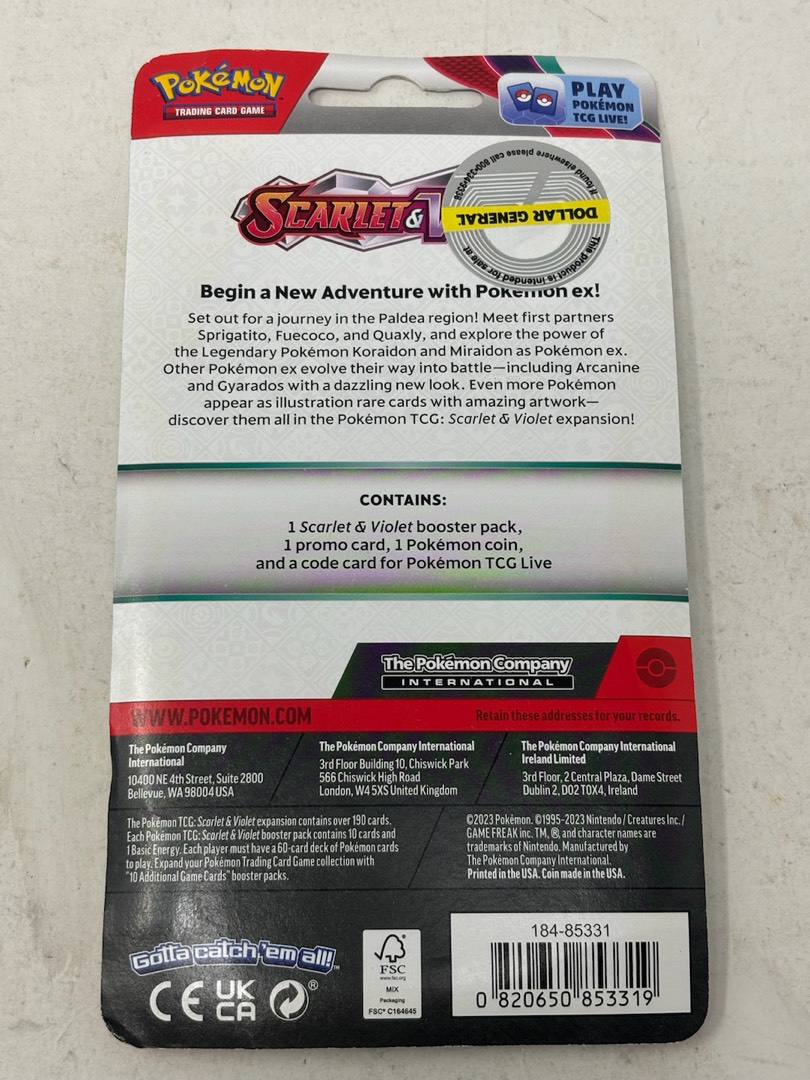 POKéMON
TRADING CARD GAME
PLAY
POKÉMON
TCG LIVE!
SCARLET &
This product is intended for sale at
DOLLAR GENERAL
If found elsewhere please call 800-334-9338
Begin a New Adventure with Pokémon ex!
Set out for a journey in the Paldea region! Meet first partners
Sprigatito, Fuecoco, and Quaxly, and explore the power of
the Legendary Pokémon Koraidon and Miraidon as Pokémon ex.
Other Pokémon ex evolve their way into battle—including Arcanine
and Gyarados with a dazzling new look. Even more Pokémon
appear as illustration rare cards with amazing artwork—
discover them all in the Pokémon TCG: Scarlet & Violet expansion!
CONTAINS:
1 Scarlet & Violet booster pack,
1 promo card, 1 Pokémon coin,
and a code card for Pokémon TCG Live
The Pokémon Company
INTERNATIONAL
WWW.POKEMON.COM
Retain these addresses for your records.
The Pokémon Company
International
10400 NE 4th Street, Suite 2800
Bellevue, WA 98004 USA
The Pokémon Company International
3rd Floor Building 10, Chiswick Park
566 Chiswick High Road
London, W4 5XS United Kingdom
The Pokémon Company International
Ireland Limited
3rd Floor, 2 Central Plaza, Dame Street
Dublin 2, D02 T0X4, Ireland
The Pokémon TCG: Scarlet & Violet expansion contains over 190 cards.
Each Pokémon TCG: Scarlet & Violet booster pack contains 10 cards and
1 Basic Energy. Each player must have a 60-card deck of Pokémon cards
to play. Expand your Pokémon Trading Card Game collection with
"10 Additional Game Cards" booster packs.
©2023 Pokémon. ©1995-2023 Nintendo / Creatures Inc. /
GAME FREAK inc. TM, ®, and character names are
trademarks of Nintendo. Manufactured by
The Pokémon Company International.
Printed in the USA. Coin made in the USA.
Gotta catch 'em all!™
CE UK
CA ®
FSC
www.fsc.org
MIX
Packaging
FSC® C164645
184-85331
0 820650 853319